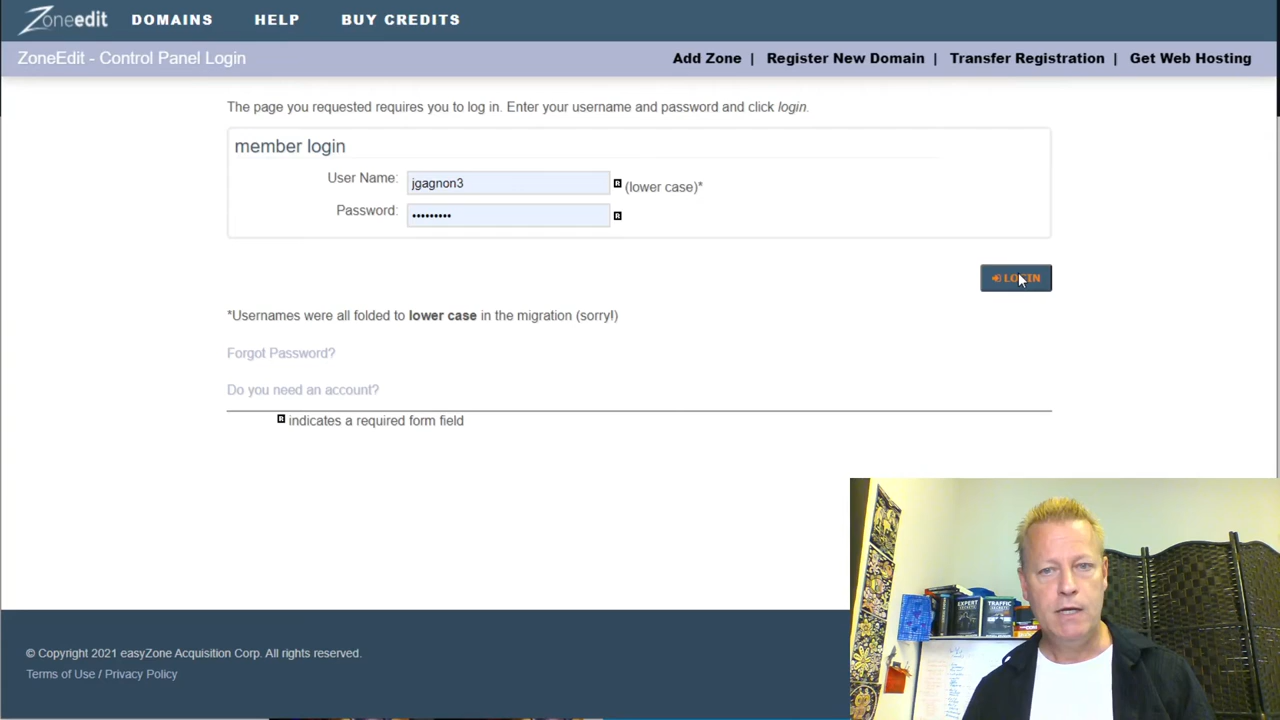 Zoneedit DOMAINS HELP BUY CREDITS
ZoneEdit - Control Panel Login Add Zone | Register New Domain | Transfer Registration | Get Web Hosting
The page you requested requires you to log in. Enter your username and password and click login.
member login
User Name: jgagnon3 R (lower case)*
Password: ••••••••• R
LOGIN
*Usernames were all folded to lower case in the migration (sorry!)
Forgot Password?
Do you need an account?
R indicates a required form field
EXPERT SECRETS
TRAFFIC SECRETS
© Copyright 2021 easyZone Acquisition Corp. All rights reserved.
Terms of Use / Privacy Policy